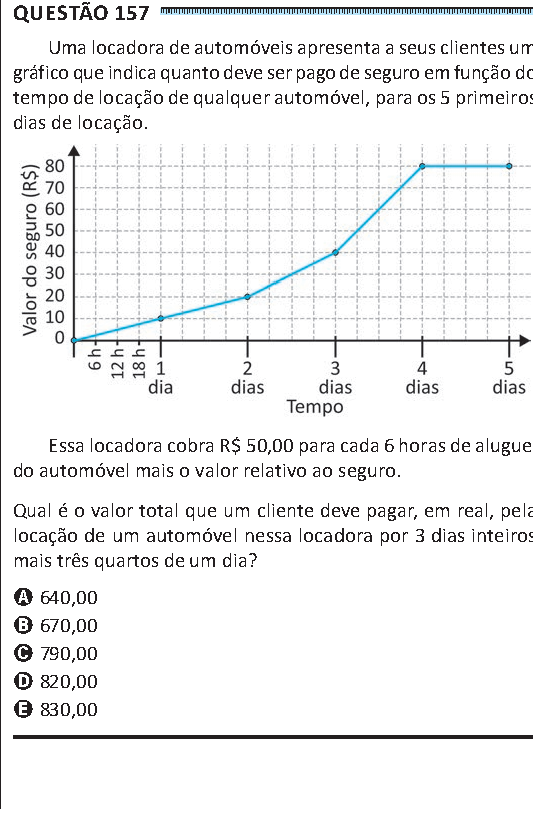 QUESTÃO 157
Uma locadora de automóveis apresenta a seus clientes um
gráfico que indica quanto deve ser pago de seguro em função do
tempo de locação de qualquer automóvel, para os 5 primeiros
dias de locação.
Valor do seguro (R$)
80
70
60
50
40
30
20
10
0
6 h 12 h 18 h 1 2 3 4 5
dia dias dias dias dias
Tempo
Essa locadora cobra R$ 50,00 para cada 6 horas de alugue
do automóvel mais o valor relativo ao seguro.
Qual é o valor total que um cliente deve pagar, em real, pela
locação de um automóvel nessa locadora por 3 dias inteiros
mais três quartos de um dia?
A 640,00
B 670,00
C 790,00
D 820,00
E 830,00